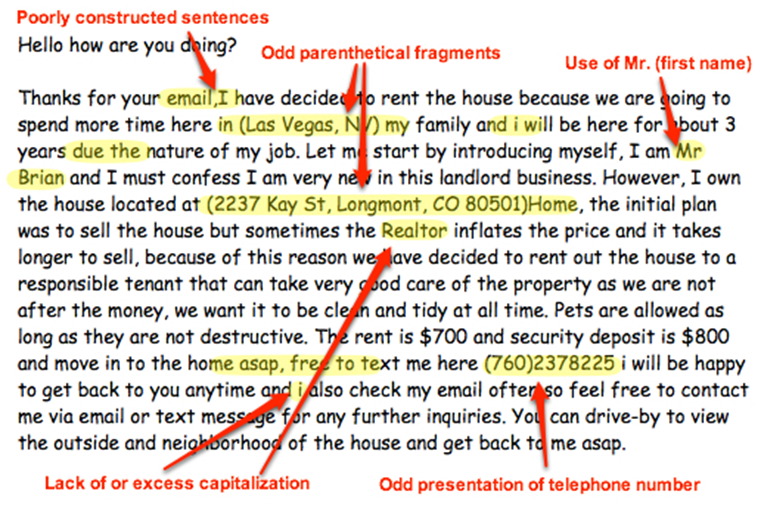 Poorly constructed sentences
Hello how are you doing?
Odd parenthetical fragments
Use of Mr. (first name)
Thanks for your email,I have decided to rent the house because we are going to
spend more time here in (Las Vegas, NV) my family and i will be here for about 3
years due the nature of my job. Let me start by introducing myself, I am Mr
Brian and I must confess I am very new in this landlord business. However, I own
the house located at (2237 Kay St, Longmont, CO 80501)Home, the initial plan
was to sell the house but sometimes the Realtor inflates the price and it takes
longer to sell, because of this reason we have decided to rent out the house to a
responsible tenant that can take very good care of the property as we are not
after the money, we want it to be clean and tidy at all time. Pets are allowed as
long as they are not destructive. The rent is $700 and security deposit is $800
and move in to the home asap, free to text me here (760)2378225 i will be happy
to get back to you anytime and i also check my email often so feel free to contact
me via email or text message for any further inquiries. You can drive-by to view
the outside and neighborhood of the house and get back to me asap.
Lack of or excess capitalization
Odd presentation of telephone number